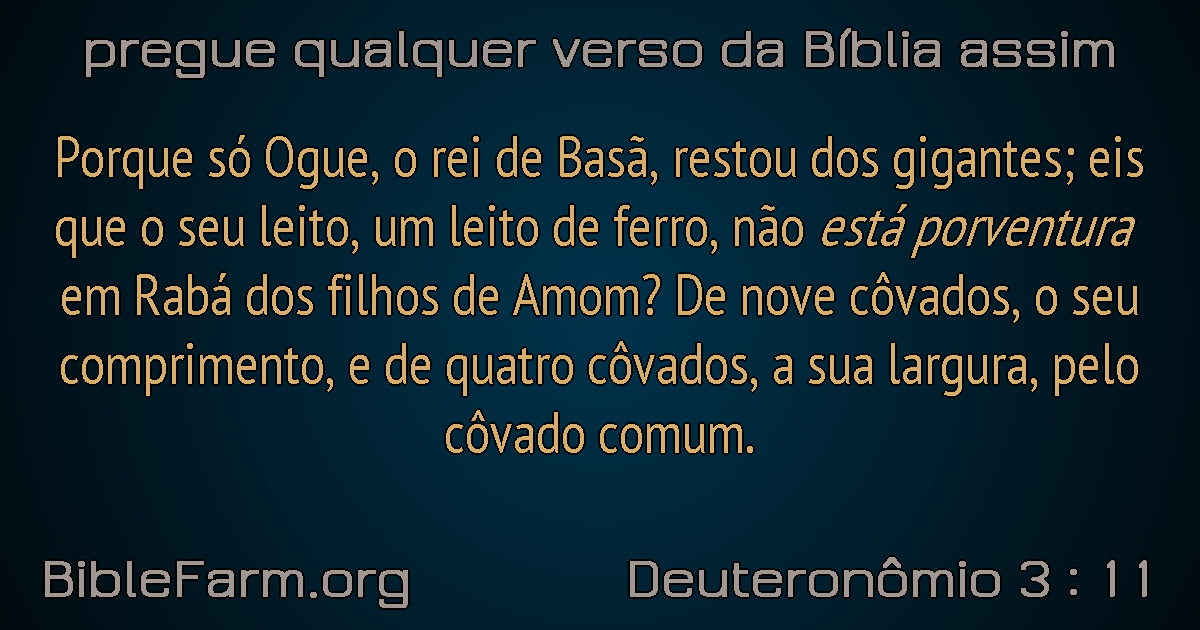 pregue qualquer verso da Bíblia assim
Porque só Ogue, o rei de Basã, restou dos gigantes; eis
que o seu leito, um leito de ferro, não está porventura
em Rabá dos filhos de Amom? De nove côvados, o seu
comprimento, e de quatro côvados, a sua largura, pelo
côvado comum.
BibleFarm.org
Deuteronômio 3 : 11